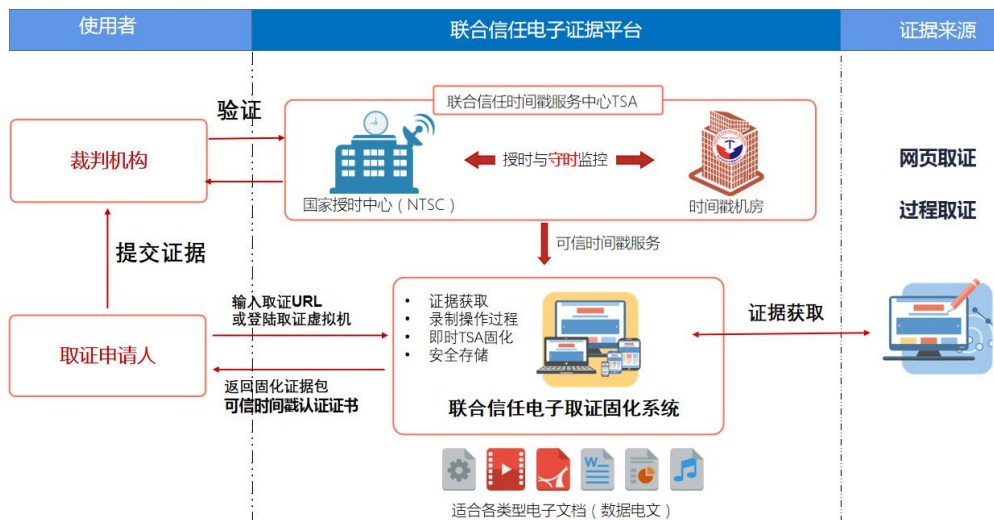 使用者
联合信任电子证据平台
证据来源
联合信任时间戳服务中心TSA
验证
裁判机构
授时与守时监控
国家授时中心（NTSC）
时间戳机房
网页取证
过程取证
提交证据
可信时间戳服务
输入取证URL
或登陆取证虚拟机
• 证据获取
• 录制操作过程
• 即时TSA固化
• 安全存储
证据获取
取证申请人
返回固化证据包
可信时间戳认证证书
联合信任电子取证固化系统
W
适合各类型电子文档（数据电文）